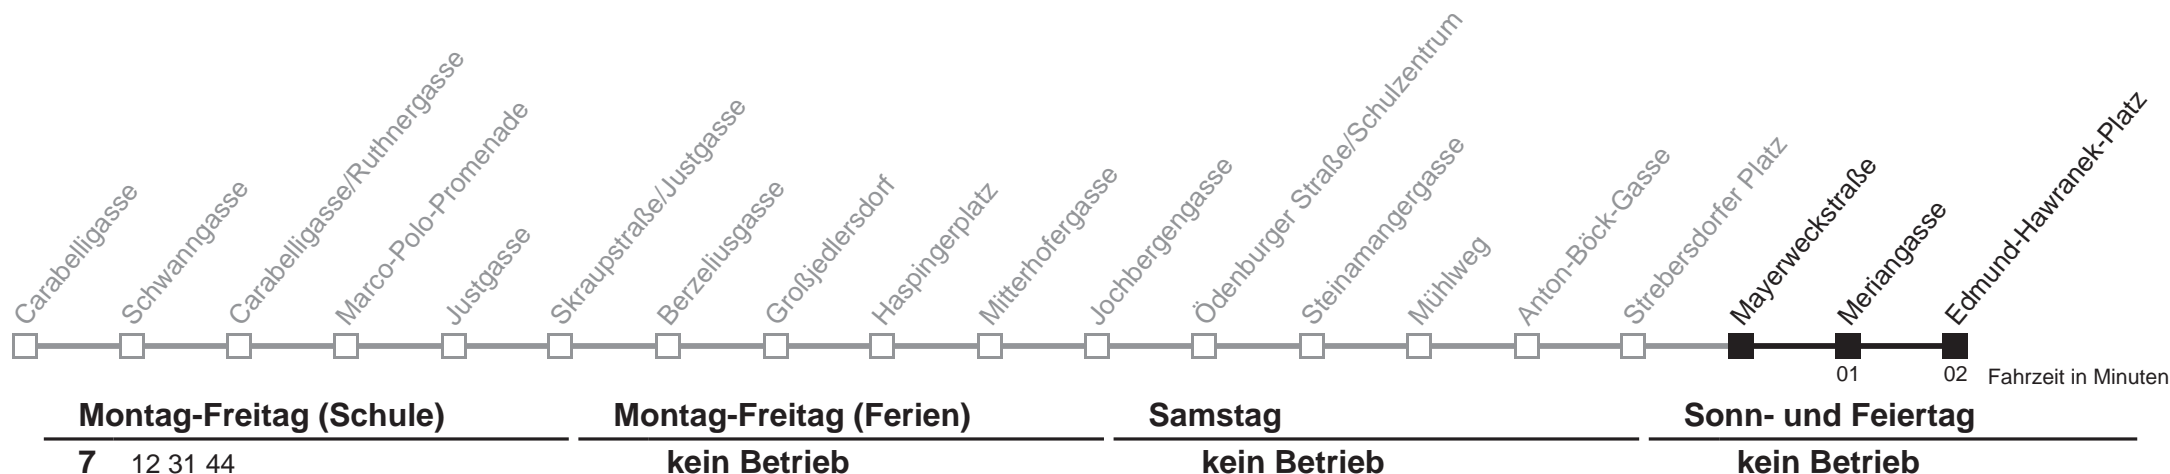 Carabelligasse
Schwanngasse
Carabelligasse/Ruthnergasse
Marco-Polo-Promenade
Justgasse
Skraupstraße/Justgasse
Berzeliusgasse
Großjedlersdorf
Haspingerplatz
Mitterhofergasse
Jochbergengasse
Ödenburger Straße/Schulzentrum
Steinamangergasse
Mühlweg
Anton-Böck-Gasse
Strebersdorfer Platz
Mayerweckstraße
Meriangasse
Edmund-Hawranek-Platz
01 02 Fahrzeit in Minuten
Montag-Freitag (Schule) Montag-Freitag (Ferien) Samstag Sonn- und Feiertag
7 12 31 44 kein Betrieb kein Betrieb kein Betrieb